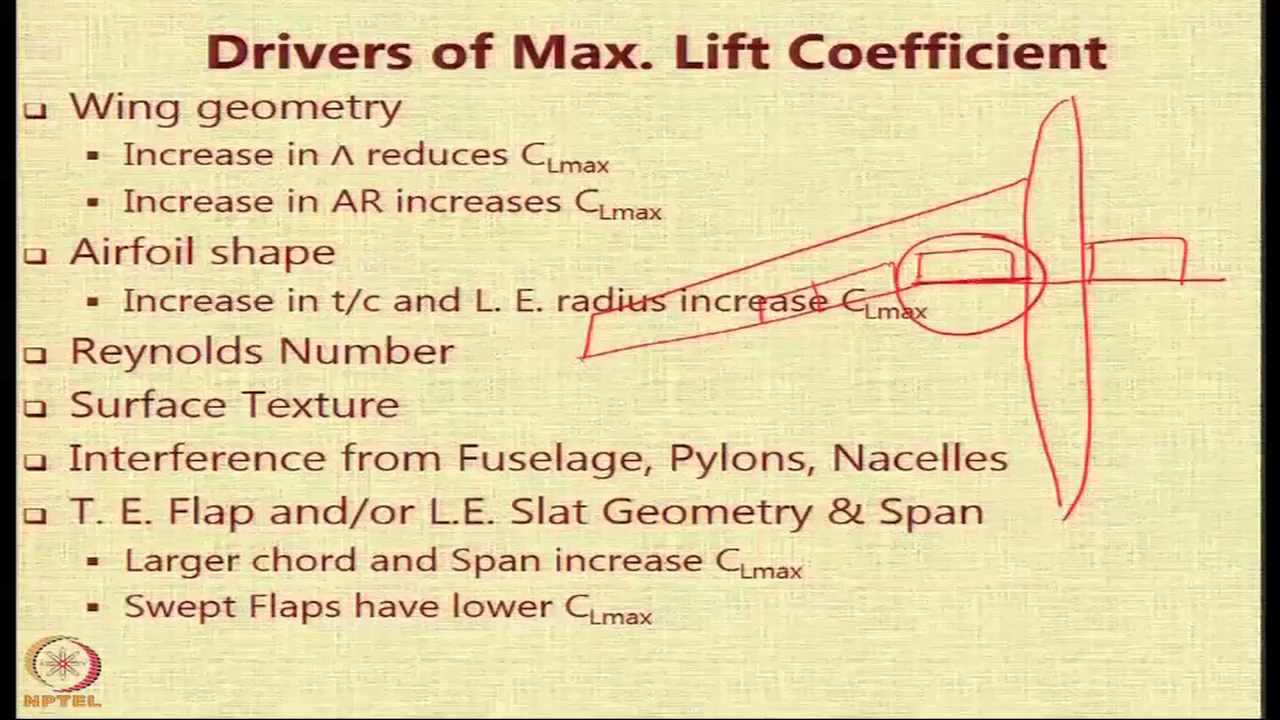 Drivers of Max. Lift Coefficient
Wing geometry
Increase in Λ reduces CLmax
Increase in AR increases CLmax
Airfoil shape
Increase in t/c and L. E. radius increase CLmax
Reynolds Number
Surface Texture
Interference from Fuselage, Pylons, Nacelles
T. E. Flap and/or L.E. Slat Geometry & Span
Larger chord and Span increase CLmax
Swept Flaps have lower CLmax
NPTEL